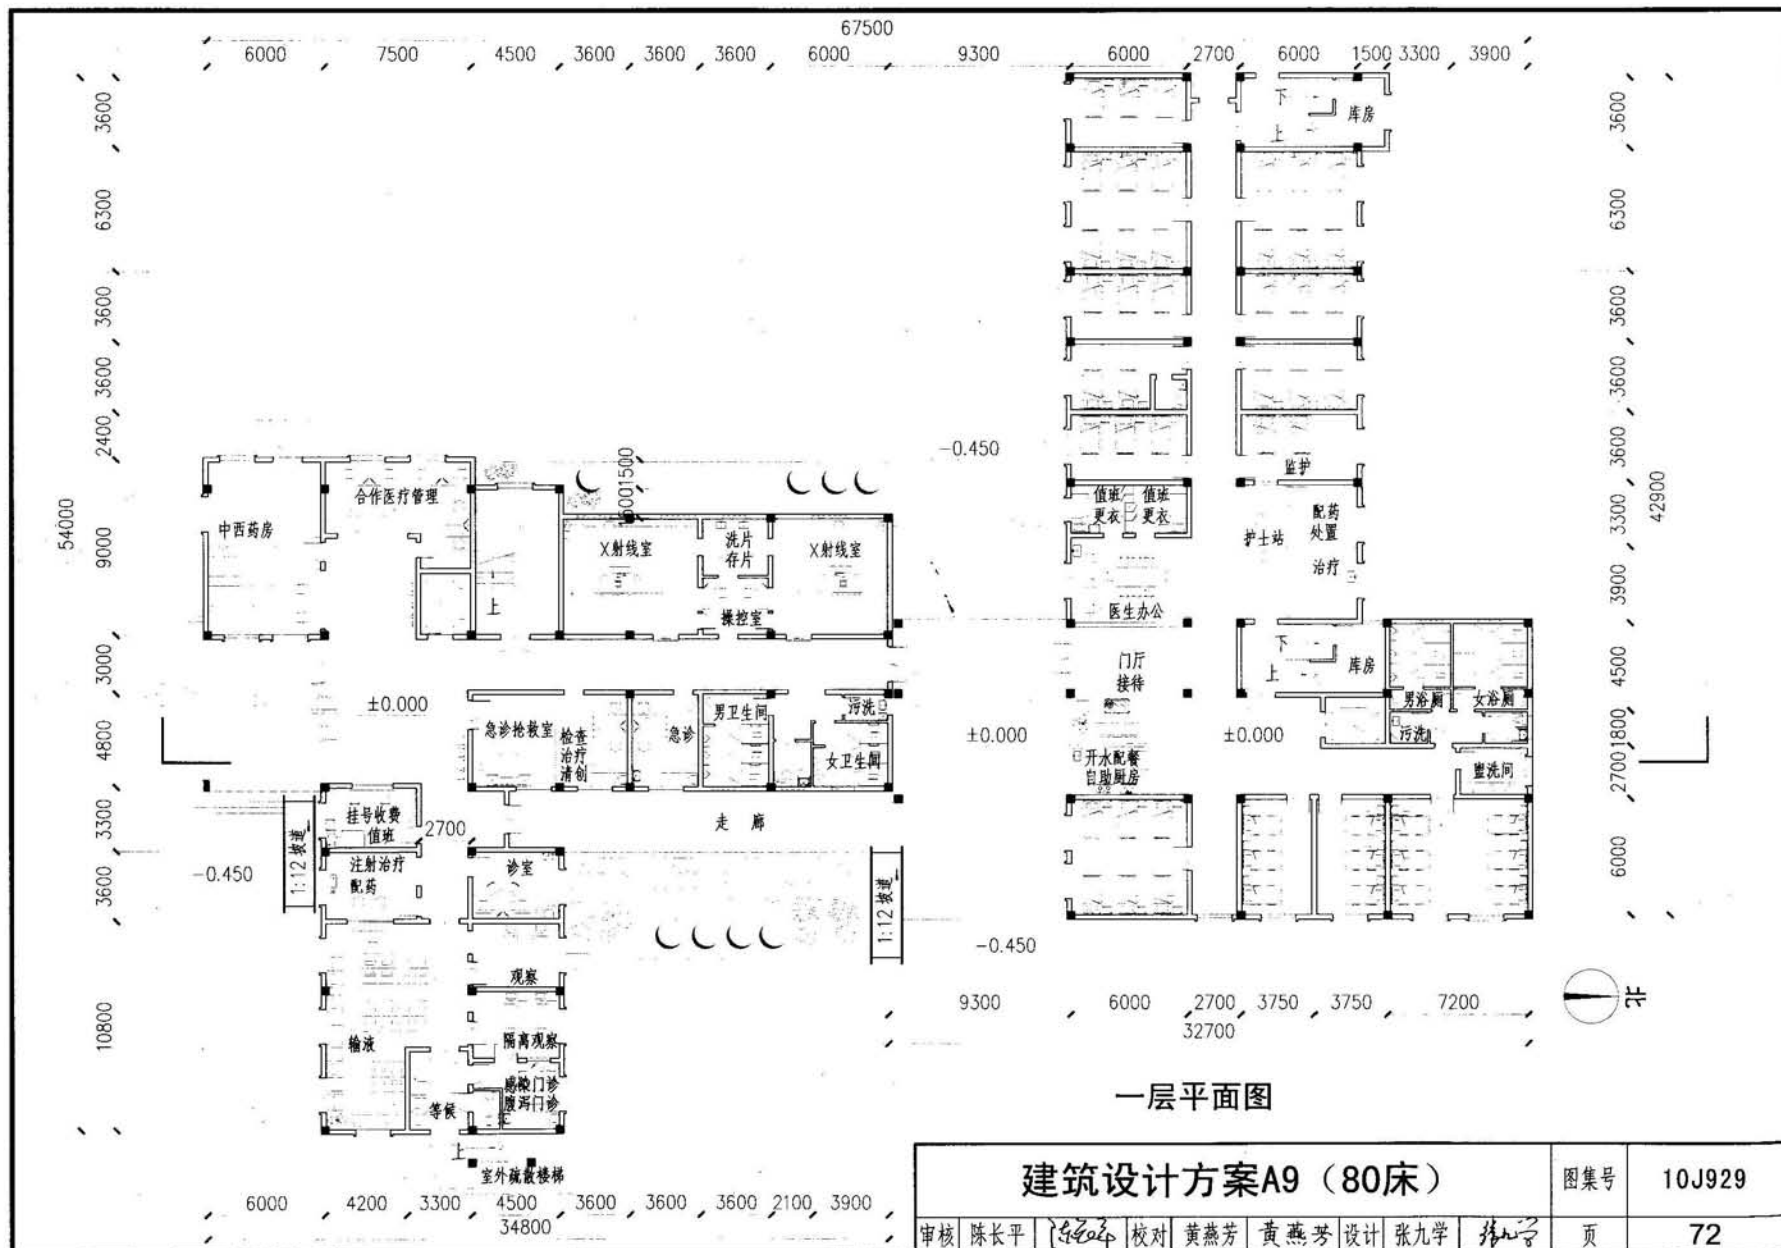 67500
6000 7500 4500 3600 3600 3600 6000 9300 6000 2700 6000 1500 3300 3900
3600
6300
3600
3600
2400
9000
3000
4800
3300
3600
10800
54000
3600
6300
3600
3600
3600
3300
3900
4500
1800
2700
6000
42900
下
上
库房
-0.450
1500
合作医疗管理
中西药房
上
X射线室
洗片
存片
X射线室
操控室
监护
值班
更衣
值班
更衣
护士站
配药
处置
治疗
医生办公
门厅
接待
下
上
库房
男浴厕
女浴厕
污洗
盥洗间
±0.000
±0.000
±0.000
急诊抢救室
检查
治疗
清创
急诊
男卫生间
污洗
女卫生间
开水配餐
自助厨房
走 廊
挂号收费
值班
2700
1:12坡道
-0.450
注射治疗
配药
诊室
1:12坡道
-0.450
观察
输液
隔离观察
感染门诊
腹泻门诊
等候
上
室外疏散楼梯
9300 6000 2700 3750 3750 7200
32700
北
一层平面图
6000 4200 3300 4500 3600 3600 3600 2100 3900
34800
建筑设计方案A9（80床） 图集号 10J929
审核 陈长平 校对 黄燕芳 黄燕芳 设计 张九学 页 72